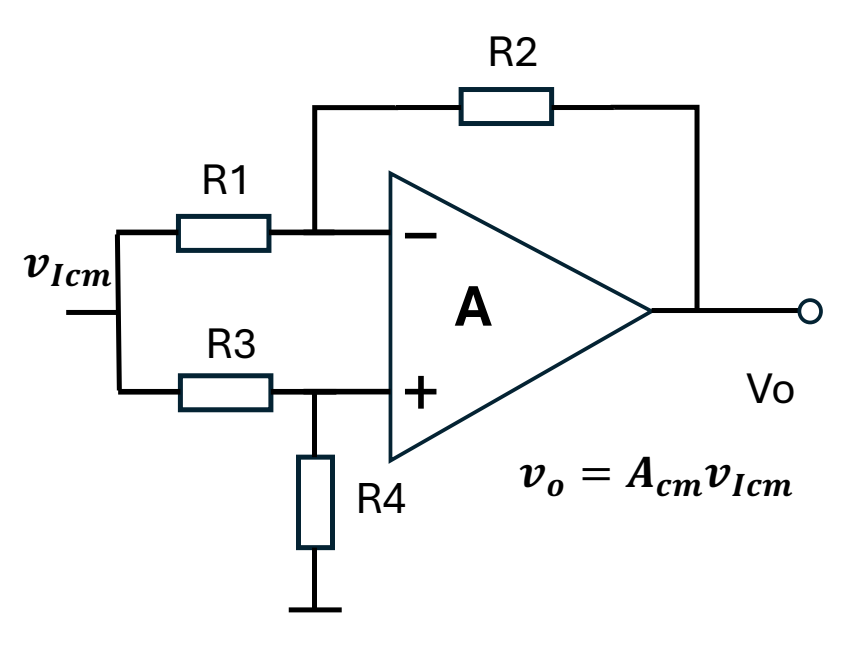 R2
R1
v_Icm
−
A
R3
+
Vo
v_o = A_cm v_Icm
R4